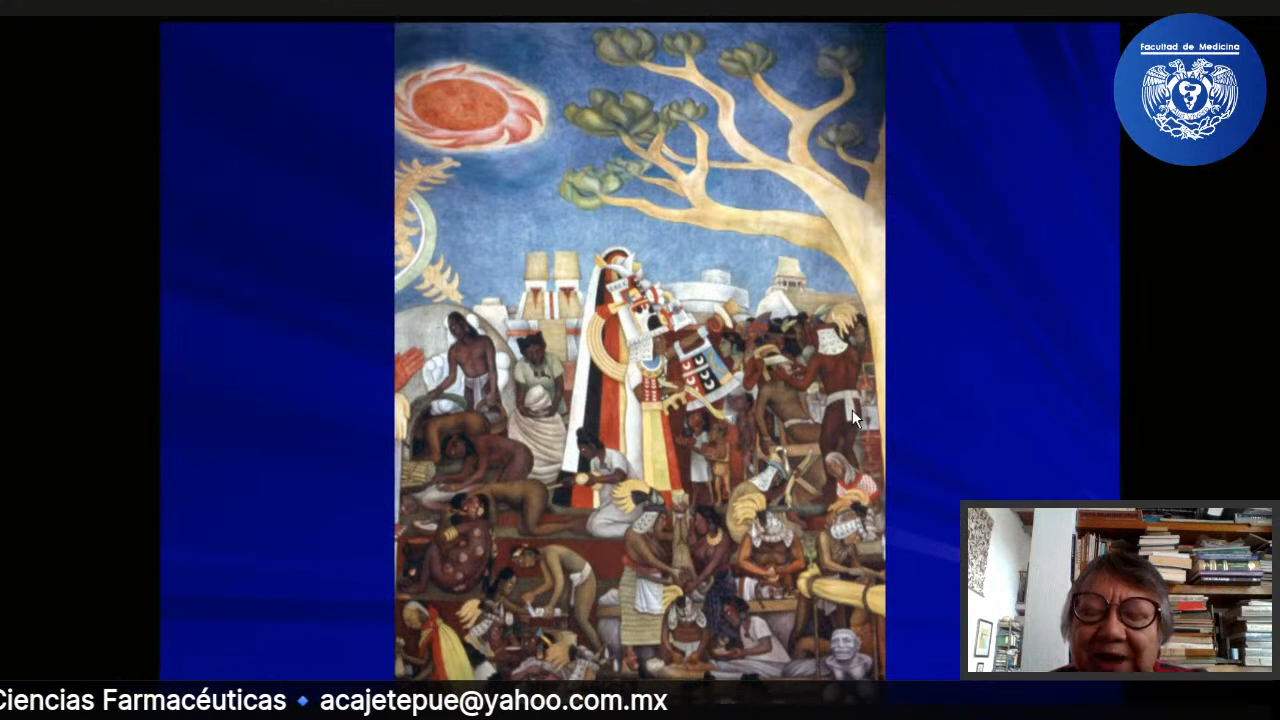 Facultad de Medicina
Ciencias Farmacéuticas 🔹 acajetepue@yahoo.com.mx